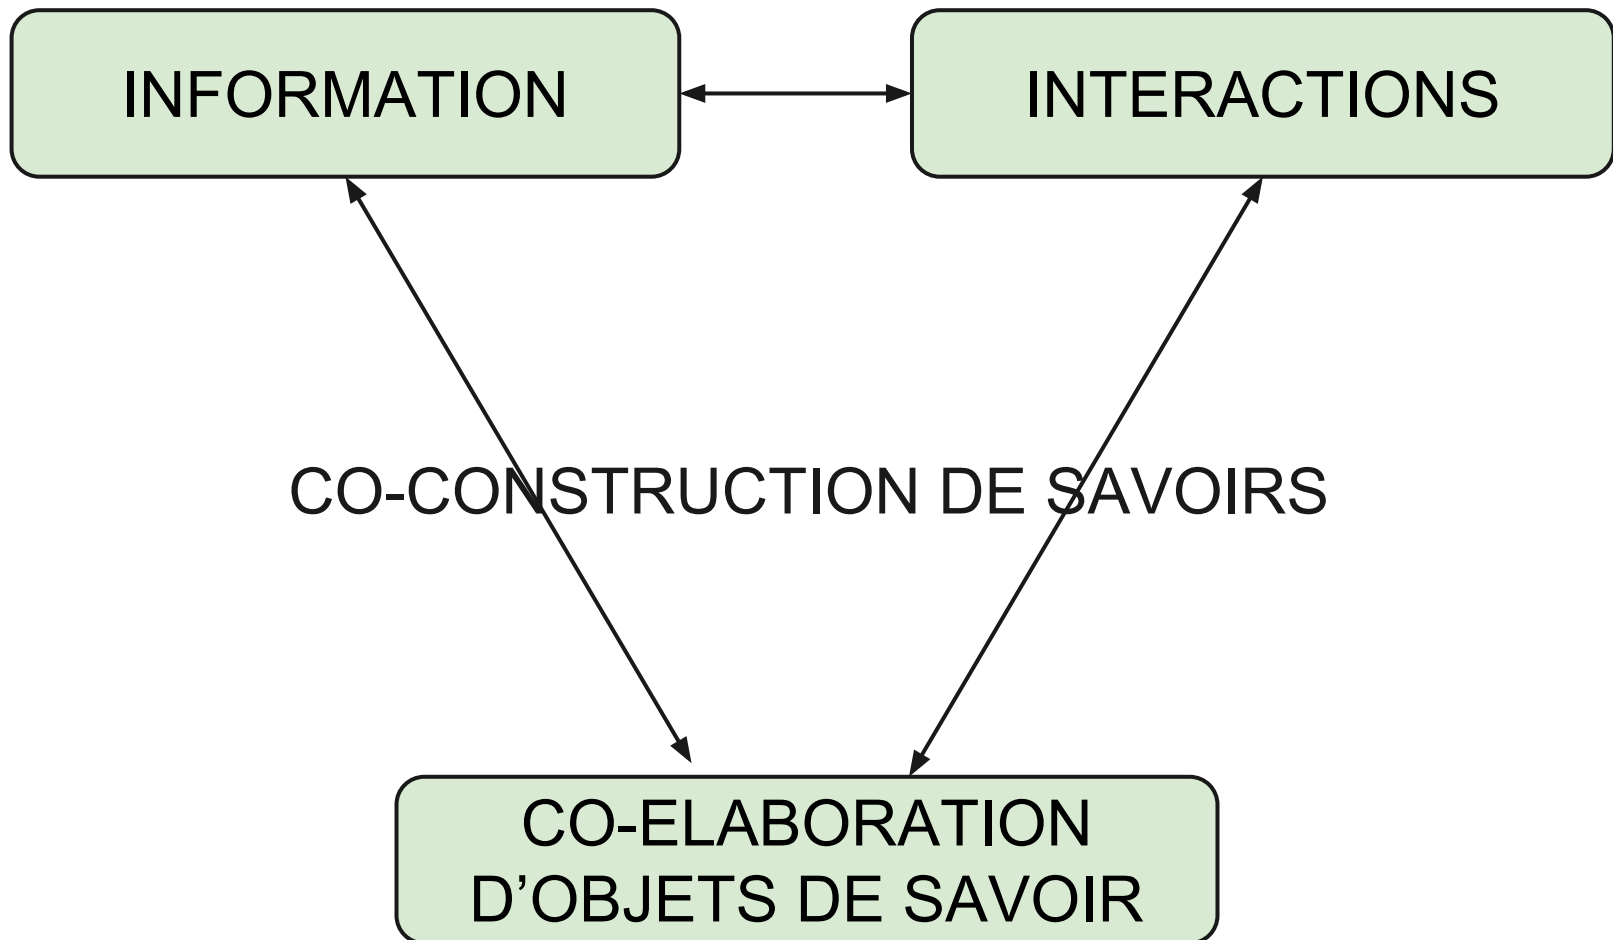 INFORMATION
INTERACTIONS
CO-CONSTRUCTION DE SAVOIRS
CO-ELABORATION
D’OBJETS DE SAVOIR